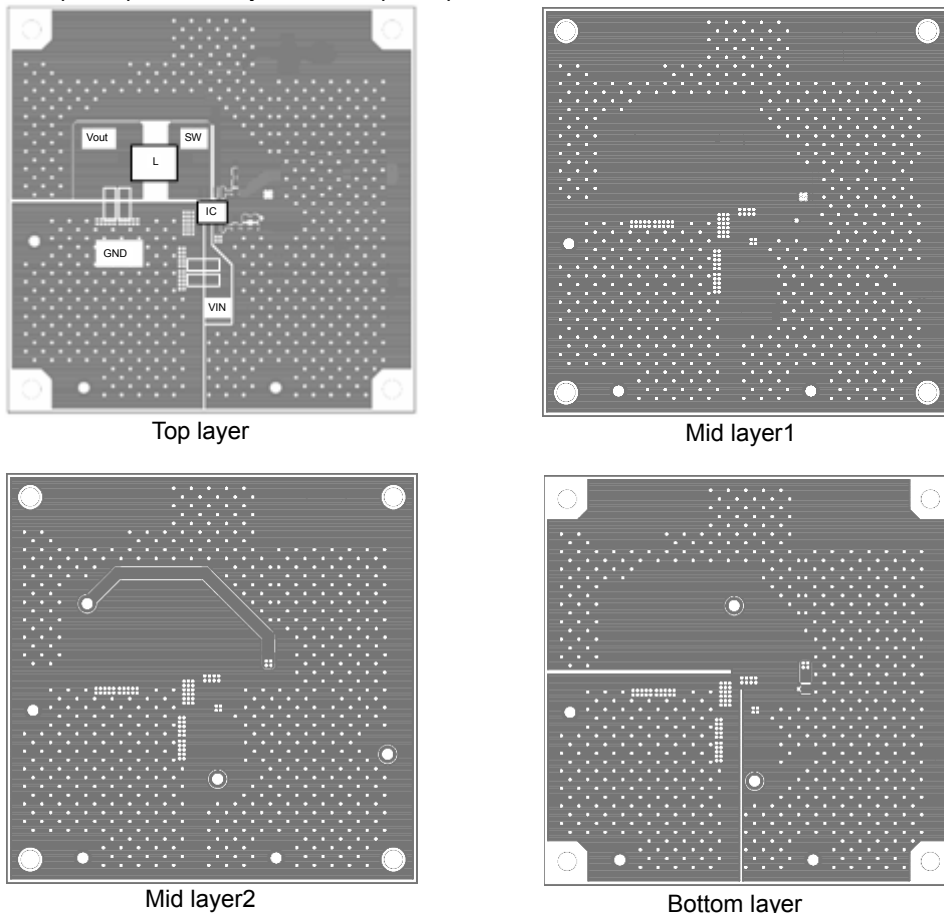 Vout
SW
L
IC
GND
VIN
Top layer
Mid layer1
Mid layer2
Bottom layer